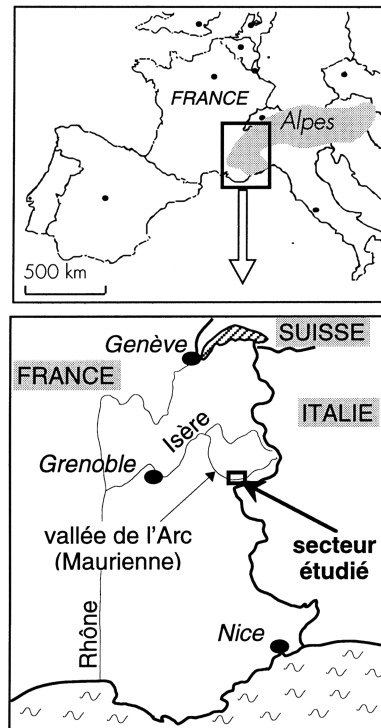 FRANCE
Alpes
500 km
Genève
SUISSE
FRANCE
ITALIE
Isère
Grenoble
vallée de l'Arc
(Maurienne)
secteur
étudié
Rhône
Nice